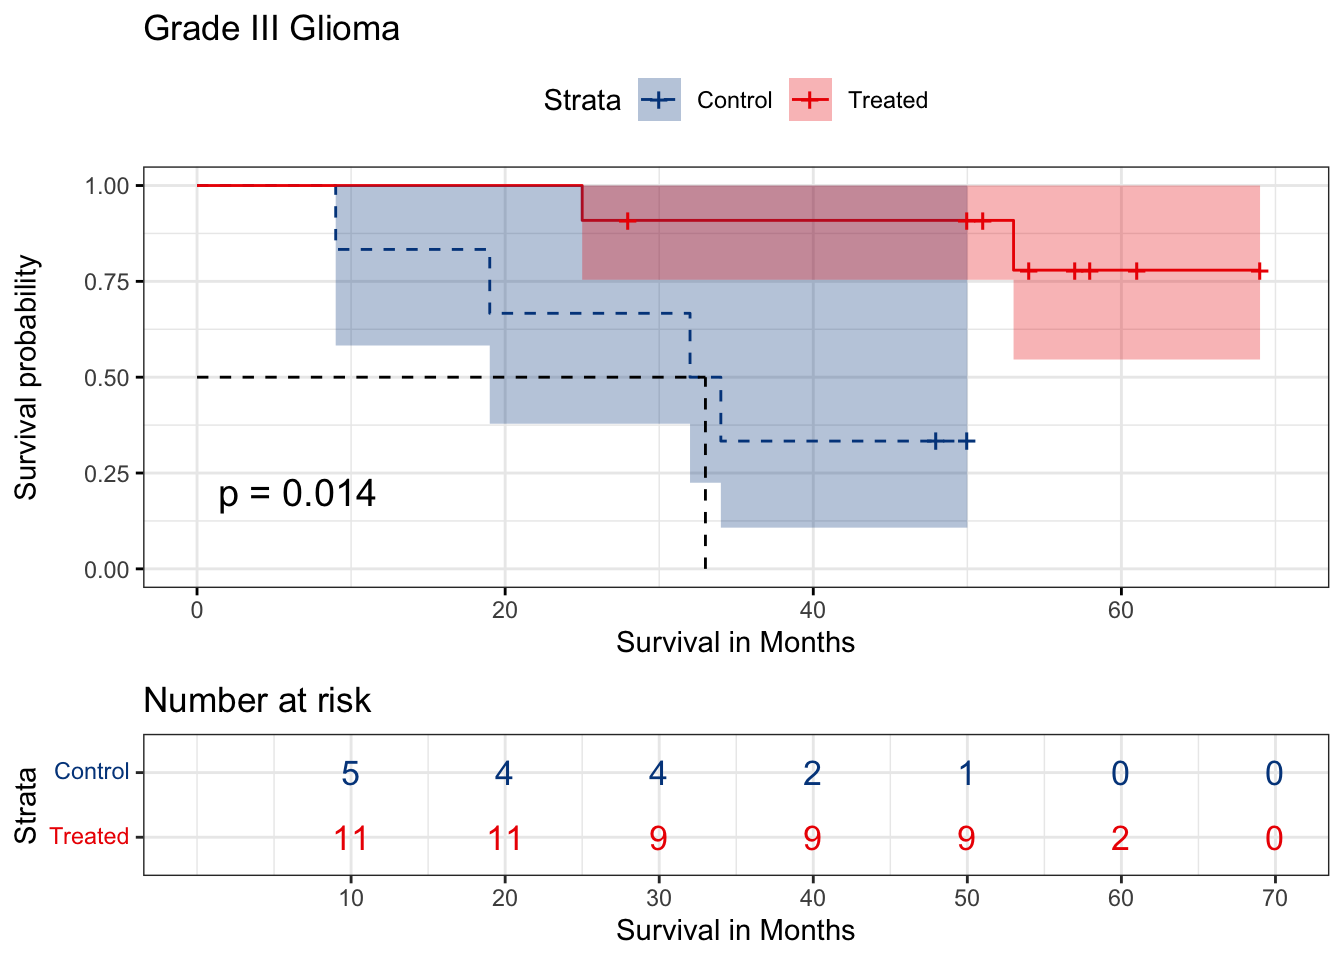 Grade III Glioma
Strata Control Treated
Survival probability
1.00
0.75
0.50
0.25
0.00
p = 0.014
0 20 40 60
Survival in Months
Number at risk
Strata
Control 5 4 4 2 1 0 0
Treated 11 11 9 9 9 2 0
10 20 30 40 50 60 70
Survival in Months